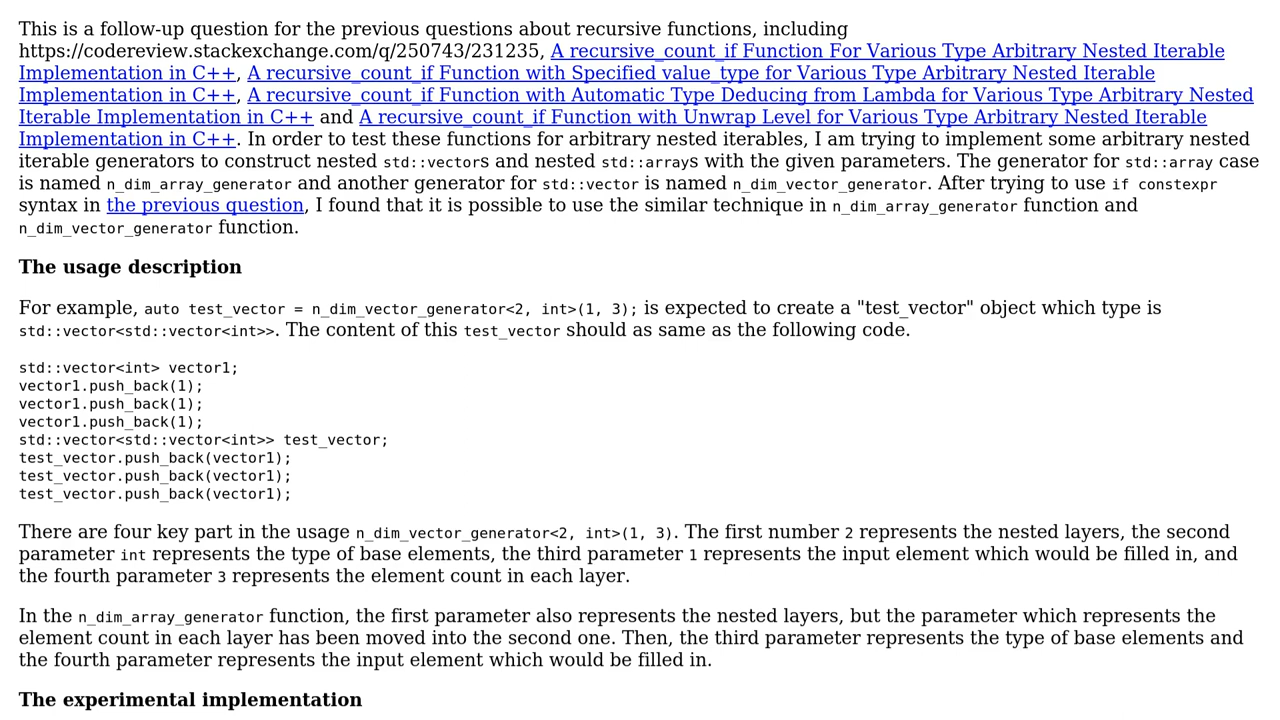 This is a follow-up question for the previous questions about recursive functions, including
https://codereview.stackexchange.com/q/250743/231235, A recursive_count_if Function For Various Type Arbitrary Nested Iterable
Implementation in C++, A recursive_count_if Function with Specified value_type for Various Type Arbitrary Nested Iterable
Implementation in C++, A recursive_count_if Function with Automatic Type Deducing from Lambda for Various Type Arbitrary Nested
Iterable Implementation in C++ and A recursive_count_if Function with Unwrap Level for Various Type Arbitrary Nested Iterable
Implementation in C++. In order to test these functions for arbitrary nested iterables, I am trying to implement some arbitrary nested
iterable generators to construct nested std::vectors and nested std::arrays with the given parameters. The generator for std::array case
is named n_dim_array_generator and another generator for std::vector is named n_dim_vector_generator. After trying to use if constexpr
syntax in the previous question, I found that it is possible to use the similar technique in n_dim_array_generator function and
n_dim_vector_generator function.
The usage description
For example, auto test_vector = n_dim_vector_generator<2, int>(1, 3); is expected to create a "test_vector" object which type is
std::vector<std::vector<int>>. The content of this test_vector should as same as the following code.
std::vector<int> vector1;
vector1.push_back(1);
vector1.push_back(1);
vector1.push_back(1);
std::vector<std::vector<int>> test_vector;
test_vector.push_back(vector1);
test_vector.push_back(vector1);
test_vector.push_back(vector1);
There are four key part in the usage n_dim_vector_generator<2, int>(1, 3). The first number 2 represents the nested layers, the second
parameter int represents the type of base elements, the third parameter 1 represents the input element which would be filled in, and
the fourth parameter 3 represents the element count in each layer.
In the n_dim_array_generator function, the first parameter also represents the nested layers, but the parameter which represents the
element count in each layer has been moved into the second one. Then, the third parameter represents the type of base elements and
the fourth parameter represents the input element which would be filled in.
The experimental implementation